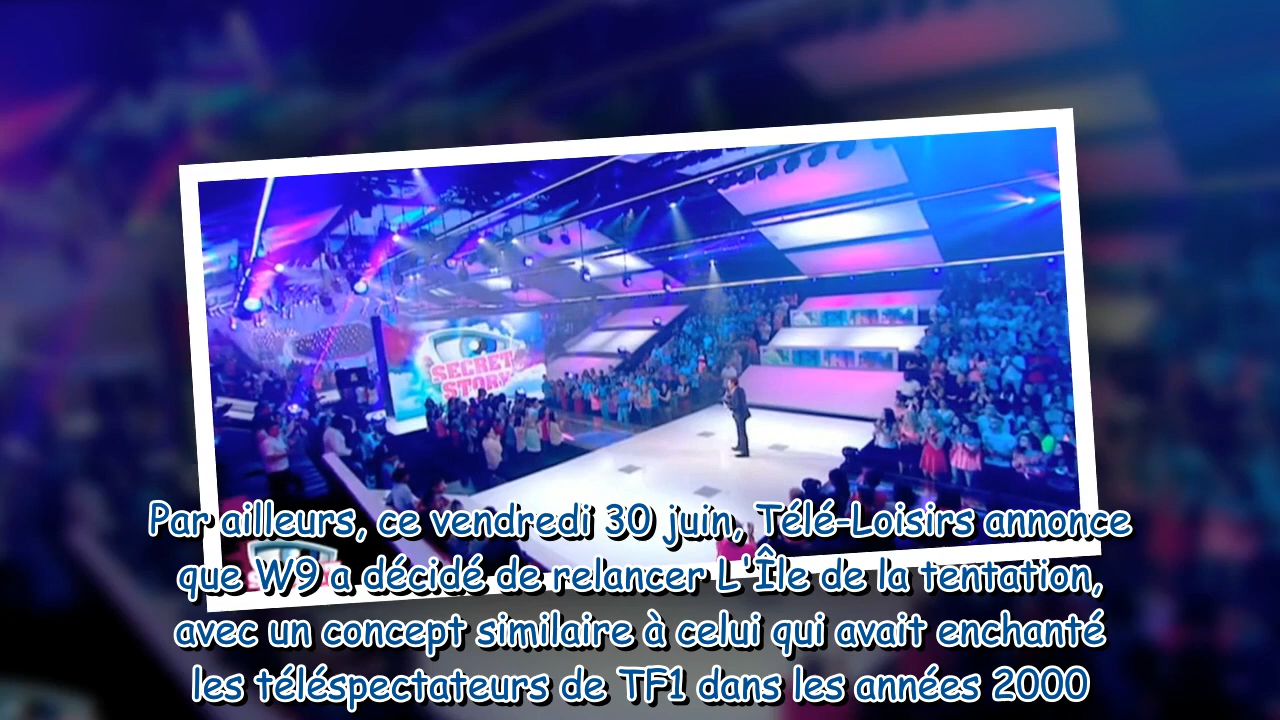 SECRET
STORY
Par ailleurs, ce vendredi 30 juin, Télé-Loisirs annonce
que W9 a décidé de relancer L'Île de la tentation,
avec un concept similaire à celui qui avait enchanté
les téléspectateurs de TF1 dans les années 2000